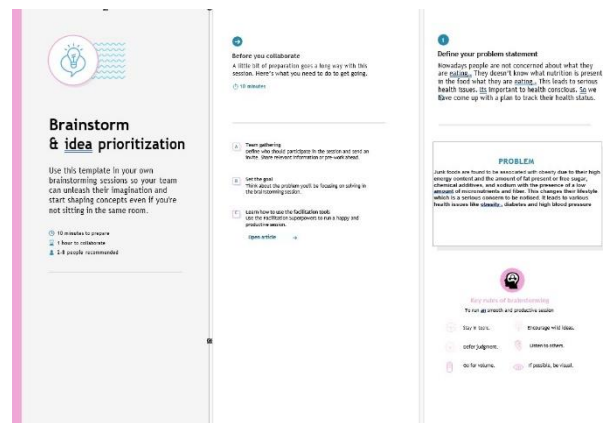 Brainstorm
& idea prioritization
Use this template in your own
brainstorming sessions so your team
can unleash their imagination and
start shaping concepts even if you're
not sitting in the same room.
10 minutes to prepare
1 hour to collaborate
2-8 people recommended
Before you collaborate
A little bit of preparation goes a long way with this
session. Here's what you need to do to get going.
10 minutes
A
Team gathering
Define who should participate in the session and send an
invite. Share relevant information or pre-work ahead.
B
Set the goal
Think about the problem you'll be focusing on solving in
the brainstorming session.
C
Learn how to use the facilitation tools
Use the Facilitation Superpowers to run a happy and
productive session.
Open article
1
Define your problem statement
Nowadays people are not concerned about what they
are eating . They doesn't know what nutrition is present
in the food what they are eating . This leads to serious
health issues. Its important to health conscious. So we
have come up with a plan to track their health status.
PROBLEM
Junk foods are found to be associated with obesity due to their high
energy content and the amount of fat present or free sugar,
chemical additives, and sodium with the presence of a low
amount of micronutrients and fiber. This changes their lifestyle
which is a serious concern to be noticed. It leads to various
health issues like obesity , diabetes and high blood pressure
Key rules of brainstorming
To run an smooth and productive session
Stay in topic.
Encourage wild ideas.
Defer judgment.
Listen to others.
Go for volume.
If possible, be visual.